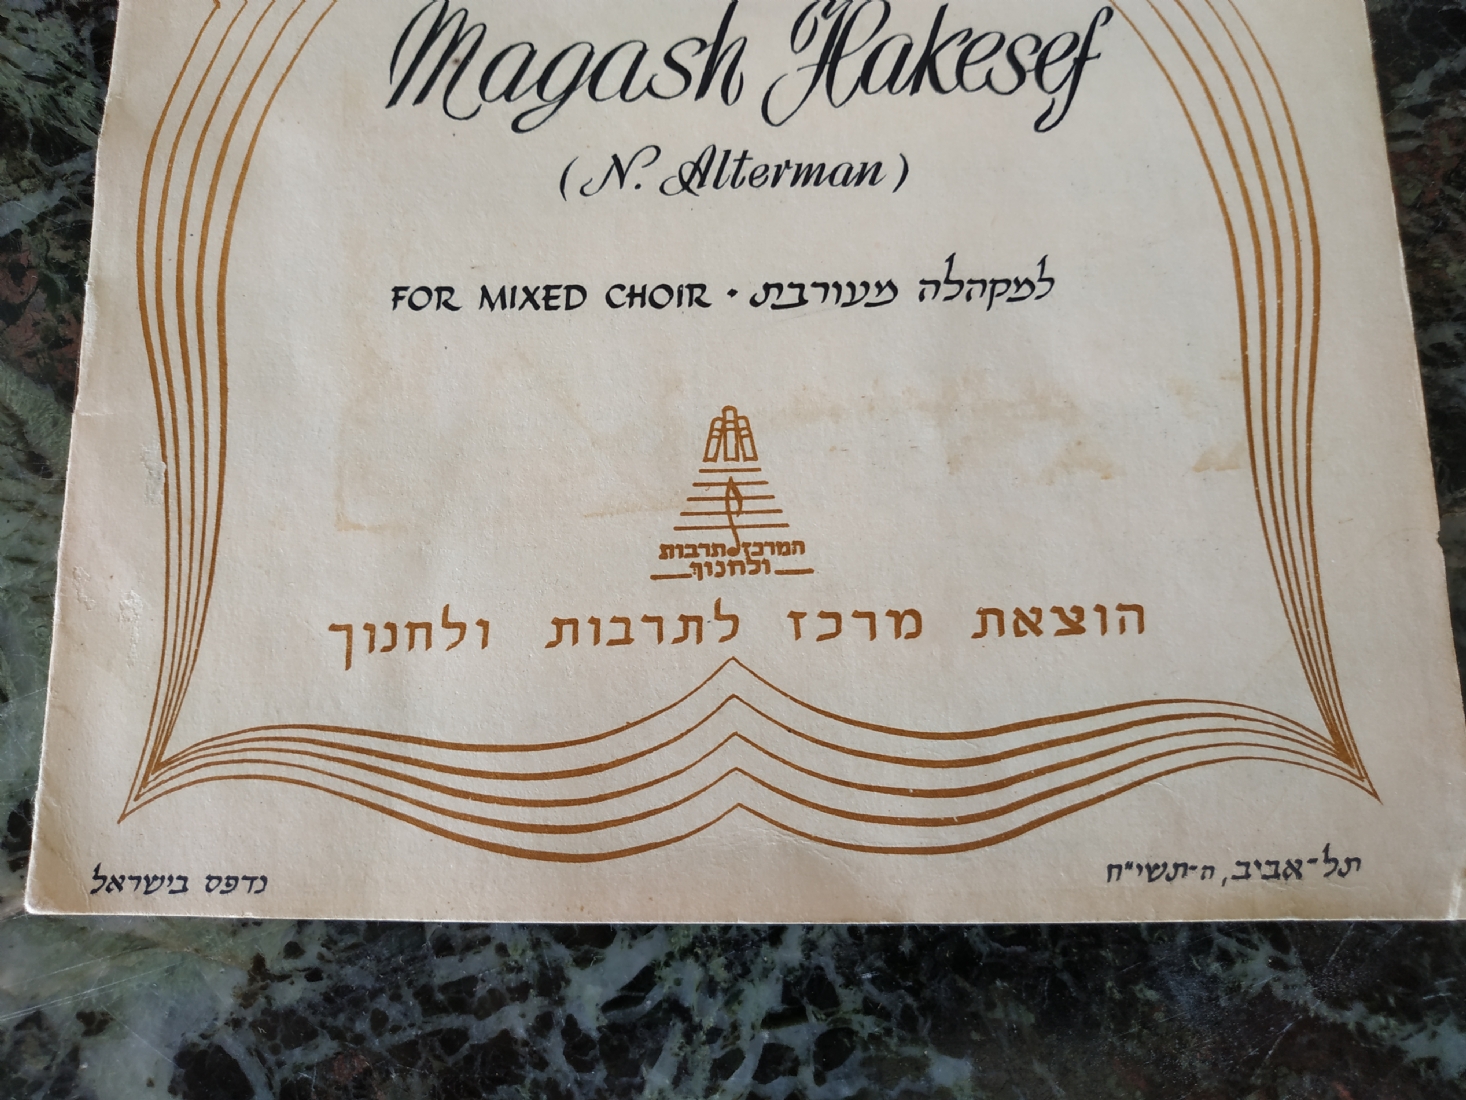 Magash Hakesef
(N. Alterman)
FOR MIXED CHOIR • למקהלה מעורבת
המרכז לתרבות
ולחנוך
הוצאת מרכז לתרבות ולחנוך
תל-אביב, ה-תשי״ח
נדפס בישראל